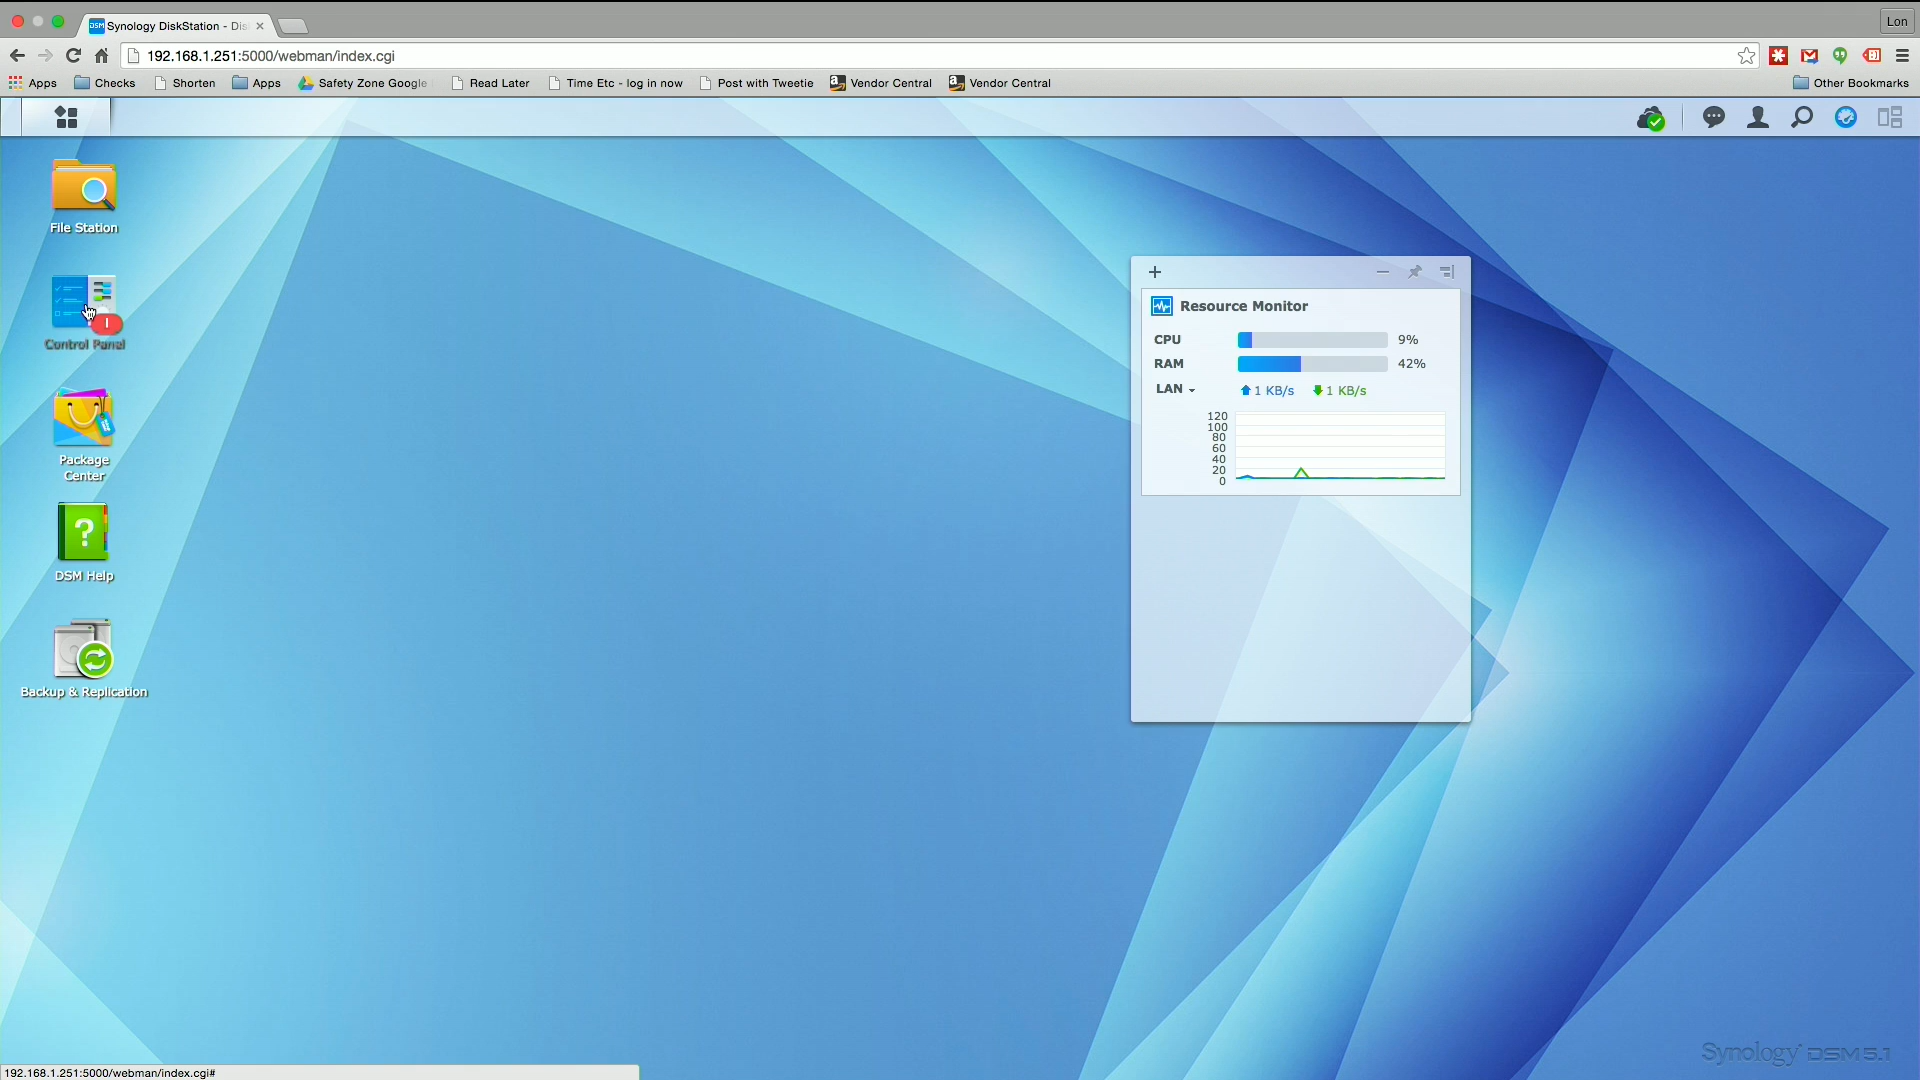 Synology DiskStation - Dis
Lon
192.168.1.251:5000/webman/index.cgi
Apps
Checks
Shorten
Apps
Safety Zone Google
Read Later
Time Etc - log in now
Post with Tweetie
Vendor Central
Vendor Central
Other Bookmarks
File Station
Control Panel
Package
Center
DSM Help
Backup & Replication
Resource Monitor
CPU 9%
RAM 42%
LAN 1 KB/s 1 KB/s
120
100
80
60
40
20
0
Synology DSM 5.1
192.168.1.251:5000/webman/index.cgi#